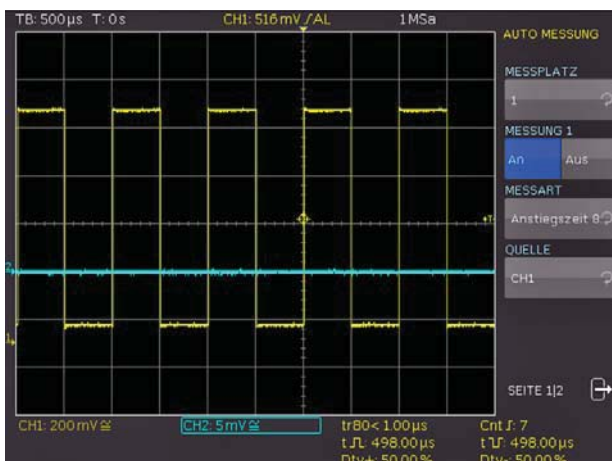 TB: 500µs T: 0s CH1: 516mV ∫ AL 1MSa
AUTO MESSUNG
MESSPLATZ
1
MESSUNG 1
An Aus
MESSART
Anstiegszeit 8
QUELLE
CH1
SEITE 1|2
T
2
1
CH1: 200mV≅ CH2: 5mV≅
tr80< 1.00µs Cnt ∫: 7
t⎍: 498.00µs t⎍: 498.00µs
Dty+: 50.00 % Dty-: 50.00 %